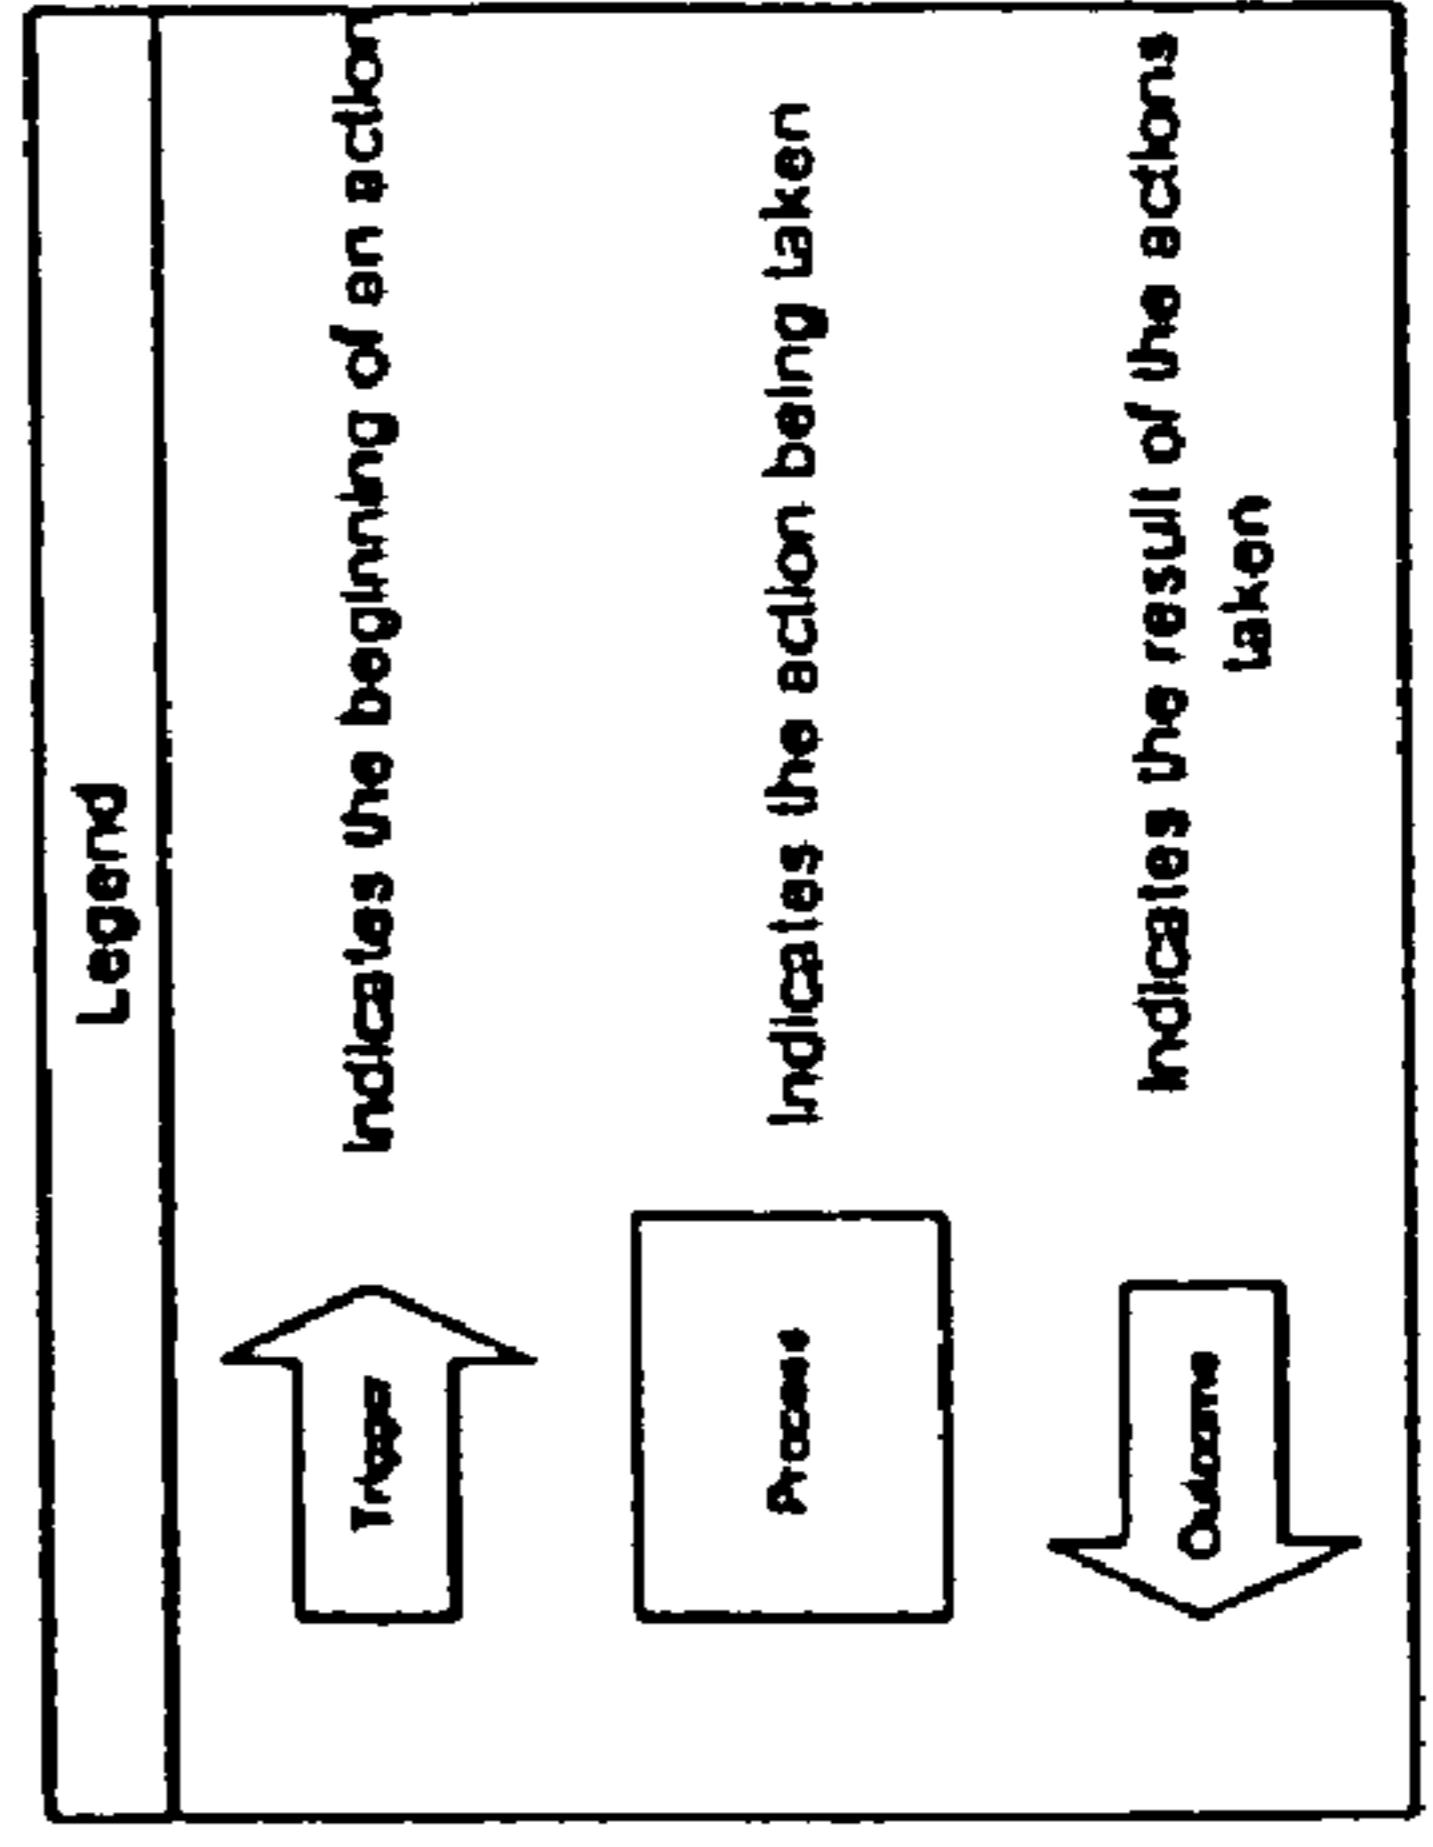 Legend
Trigger
Indicates the beginning of an action
Process
Indicates the action being taken
Outcome
Indicates the result of the actions
taken